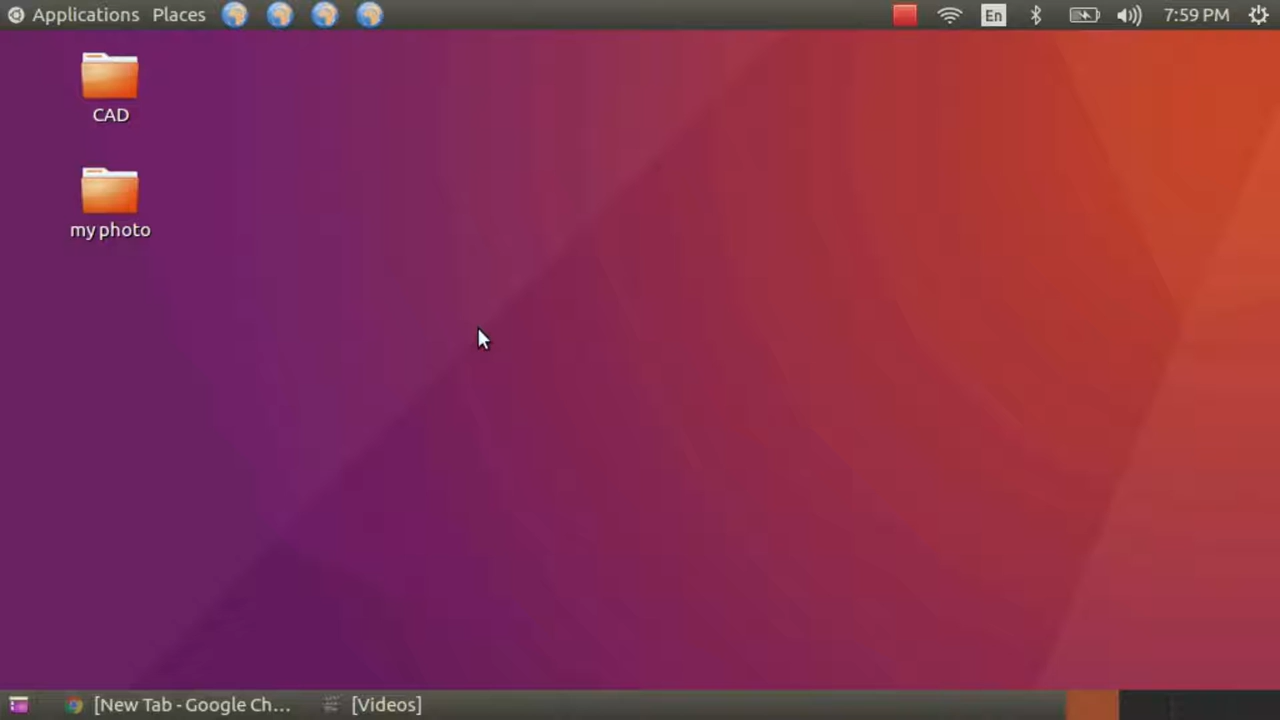 Applications Places En 7:59 PM
CAD
my photo
[New Tab - Google Ch... [Videos]